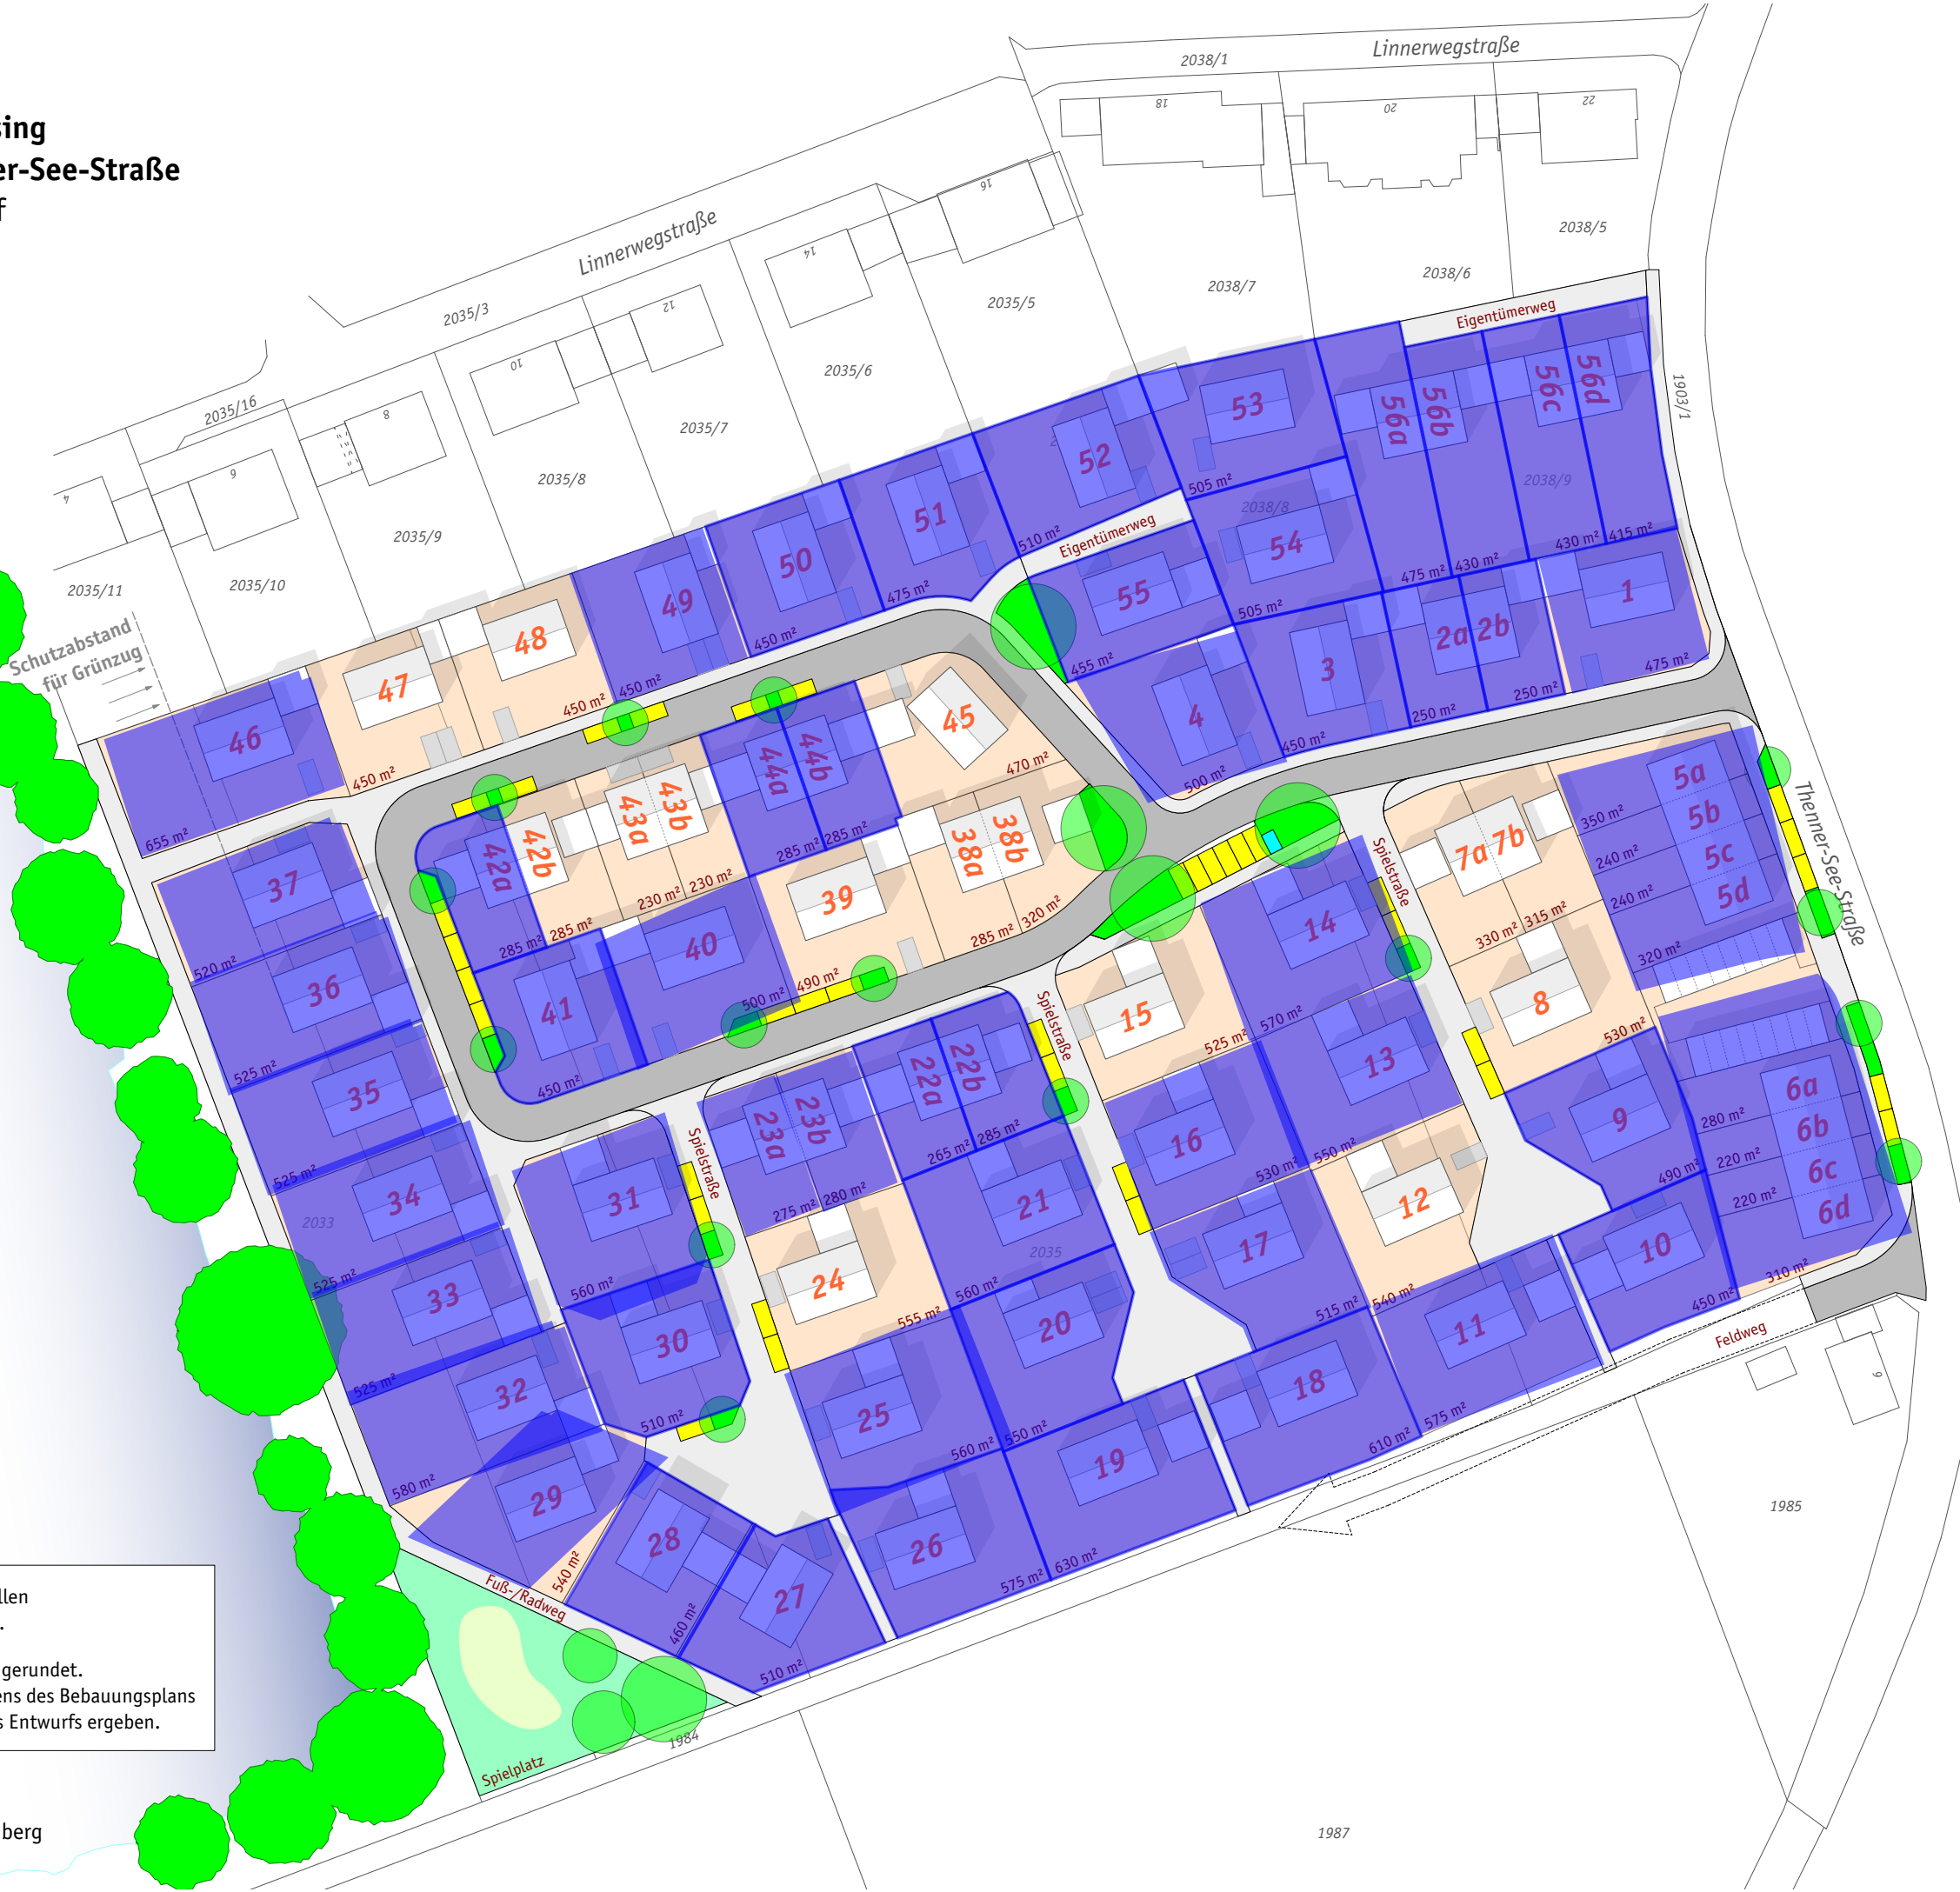 sing
er-See-Straße
f
Linnerwegstraße
2038/1
18
20
22
2038/5
2038/6
2038/7
Linnerwegstraße
2035/3
16
14
12
10
8
6
4
2035/5
2035/6
2035/7
2035/8
2035/9
2035/10
2035/11
2035/16
Schutzabstand
für Grünzug
Eigentümerweg
1903/1
56a
56b
56c
56d
53
52
51
50
49
48
47
46
505 m²
510 m²
475 m²
450 m²
450 m²
450 m²
450 m²
655 m²
Eigentümerweg
2038/8
2038/9
54
55
505 m²
455 m²
475 m²
430 m²
430 m²
415 m²
1
2a
2b
3
4
475 m²
250 m²
250 m²
450 m²
500 m²
45
470 m²
44a
44b
285 m²
285 m²
43a
43b
230 m²
230 m²
42a
42b
285 m²
285 m²
41
450 m²
40
500 m²
39
490 m²
38a
38b
285 m²
320 m²
37
520 m²
36
525 m²
35
525 m²
34
2033
525 m²
33
525 m²
32
580 m²
29
540 m²
31
560 m²
30
510 m²
28
460 m²
27
510 m²
Spielstraße
23a
23b
275 m²
280 m²
22a
22b
265 m²
285 m²
21
2035
560 m²
24
555 m²
20
550 m²
25
560 m²
26
575 m²
19
630 m²
Spielstraße
15
525 m²
14
570 m²
13
550 m²
16
530 m²
17
515 m²
12
540 m²
18
610 m²
11
575 m²
Spielstraße
7a
7b
330 m²
315 m²
8
530 m²
9
490 m²
10
450 m²
5a
5b
5c
5d
350 m²
240 m²
240 m²
320 m²
6a
6b
6c
6d
280 m²
220 m²
220 m²
310 m²
Thenner-See-Straße
Feldweg
9
1985
1987
1984
Fuß-/Radweg
Spielplatz
llen
.
gerundet.
ens des Bebauungsplans
s Entwurfs ergeben.
berg